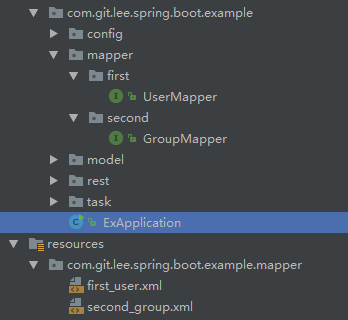 com.git.lee.spring.boot.example
config
mapper
first
I UserMapper
second
I GroupMapper
model
rest
task
C ExApplication
resources
com.git.lee.spring.boot.example.mapper
first_user.xml
second_group.xml